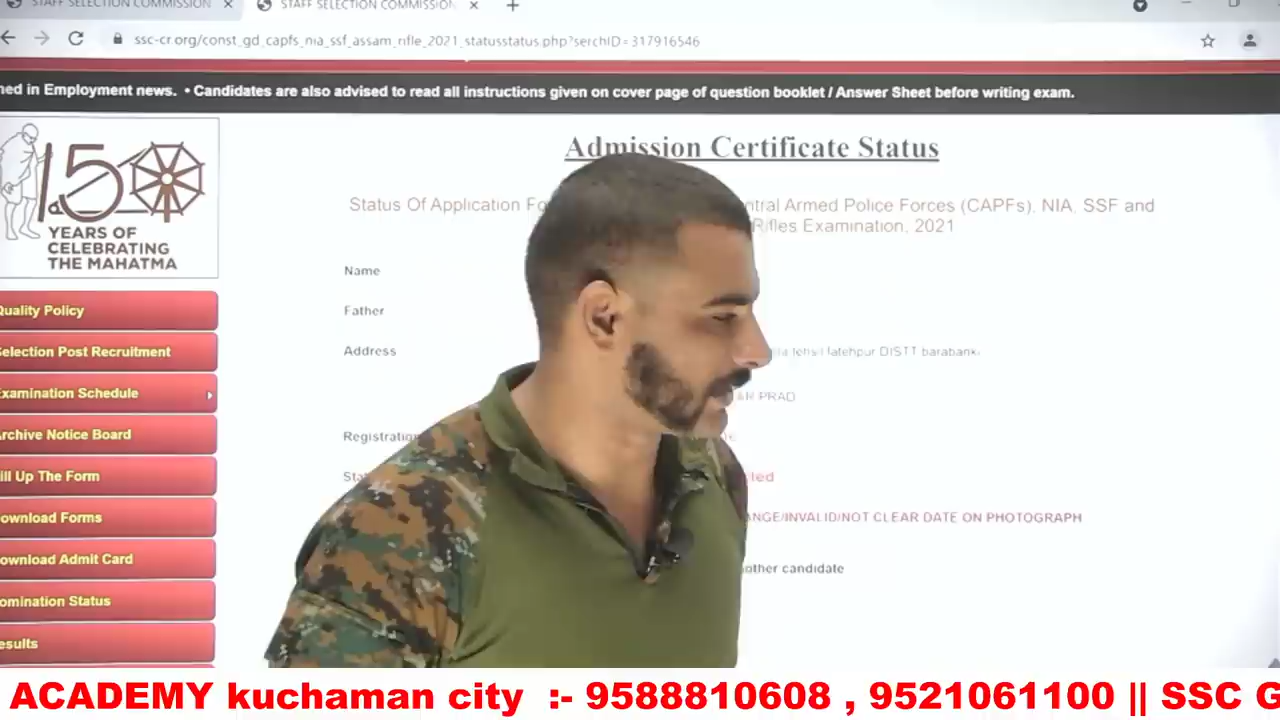 STAFF SELECTION COMMISSION
STAFF SELECTION COMMISSION
ssc-cr.org/const_gd_capfs_nia_ssf_assam_rifle_2021_statusstatus.php?serchID=317916546
ned in Employment news. • Candidates are also advised to read all instructions given on cover page of question booklet / Answer Sheet before writing exam.
150
YEARS OF
CELEBRATING
THE MAHATMA
Quality Policy
Selection Post Recruitment
Examination Schedule
Archive Notice Board
ill Up The Form
ownload Forms
ownload Admit Card
omination Status
esults
Admission Certificate Status
Status Of Application Fo ntral Armed Police Forces (CAPFs), NIA, SSF and
Rifles Examination, 2021
Name
Father
Address
DISTT barabanki
PRAD
Registration
Sta
ANGE/INVALID/NOT CLEAR DATE ON PHOTOGRAPH
other candidate
ACADEMY kuchaman city :- 9588810608 , 9521061100 || SSC G